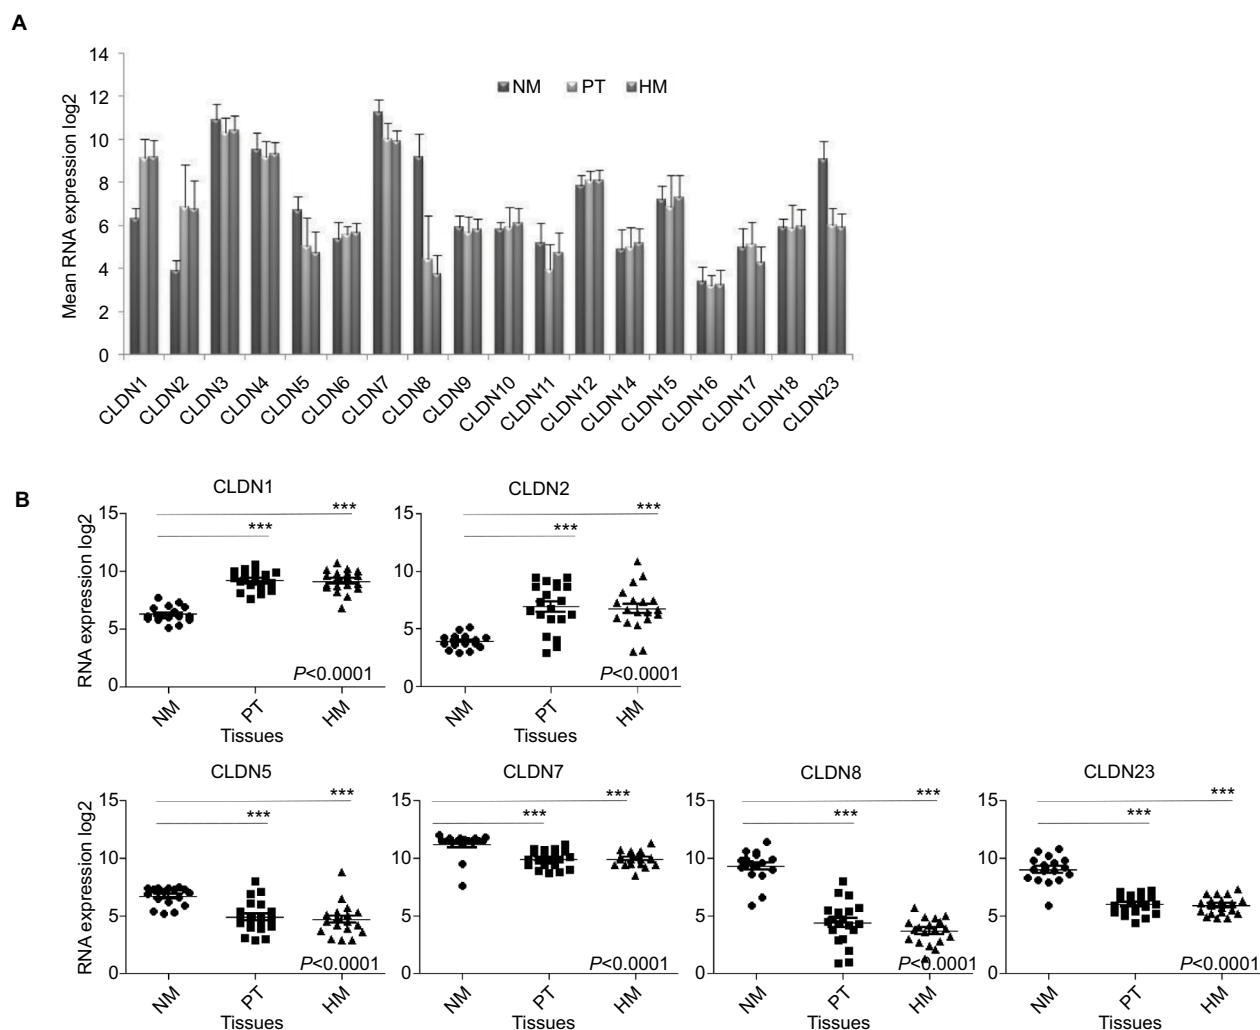 A
Mean RNA expression log2
14
12
10
8
6
4
2
0
NM PT HM
CLDN1 CLDN2 CLDN3 CLDN4 CLDN5 CLDN6 CLDN7 CLDN8 CLDN9 CLDN10 CLDN11 CLDN12 CLDN14 CLDN15 CLDN16 CLDN17 CLDN18 CLDN23
B
CLDN1
RNA expression log2
15
10
5
0
***
***
P<0.0001
NM PT HM
Tissues
CLDN2
15
10
5
0
***
***
P<0.0001
NM PT HM
Tissues
CLDN5
RNA expression log2
15
10
5
0
***
***
P<0.0001
NM PT HM
Tissues
CLDN7
15
10
5
0
***
***
P<0.0001
NM PT HM
Tissues
CLDN8
15
10
5
0
***
***
P<0.0001
NM PT HM
Tissues
CLDN23
15
10
5
0
***
***
P<0.0001
NM PT HM
Tissues